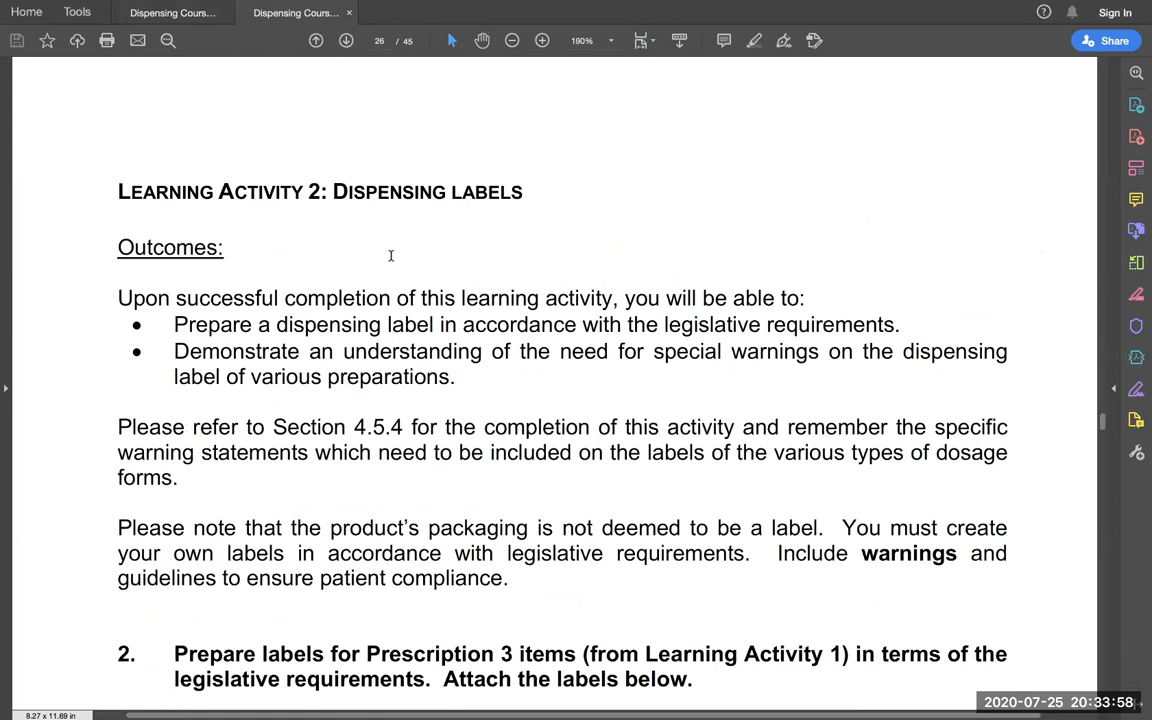 Home Tools Dispensing Cours... Dispensing Cours... × Sign In
26 / 45 190% Share
LEARNING ACTIVITY 2: DISPENSING LABELS
Outcomes:
Upon successful completion of this learning activity, you will be able to:
• Prepare a dispensing label in accordance with the legislative requirements.
• Demonstrate an understanding of the need for special warnings on the dispensing
label of various preparations.
Please refer to Section 4.5.4 for the completion of this activity and remember the specific
warning statements which need to be included on the labels of the various types of dosage
forms.
Please note that the product's packaging is not deemed to be a label. You must create
your own labels in accordance with legislative requirements. Include warnings and
guidelines to ensure patient compliance.
2. Prepare labels for Prescription 3 items (from Learning Activity 1) in terms of the
legislative requirements. Attach the labels below.
2020-07-25 20:33:58
8.27 x 11.69 in